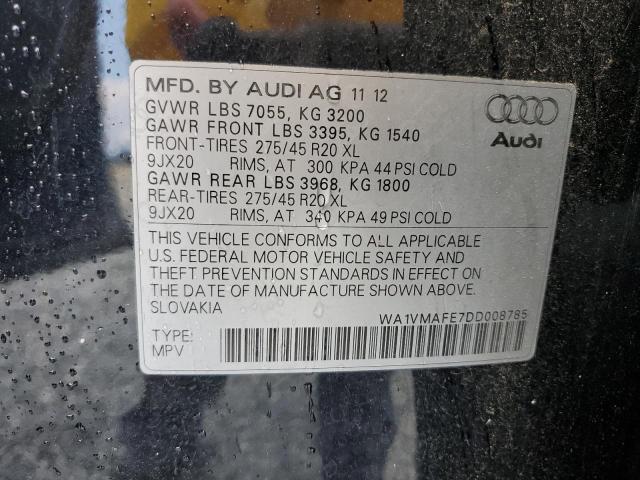 MFD. BY AUDI AG 11 12
GVWR LBS 7055, KG 3200
GAWR FRONT LBS 3395, KG 1540
FRONT-TIRES 275/45 R20 XL
9JX20 RIMS, AT 300 KPA 44 PSI COLD
GAWR REAR LBS 3968, KG 1800
REAR-TIRES 275/45 R20 XL
9JX20 RIMS, AT 340 KPA 49 PSI COLD
THIS VEHICLE CONFORMS TO ALL APPLICABLE
U.S. FEDERAL MOTOR VEHICLE SAFETY AND
THEFT PREVENTION STANDARDS IN EFFECT ON
THE DATE OF MANUFACTURE SHOWN ABOVE.
SLOVAKIA
WA1VMAFE7DD008785
TYPE:
MPV
Audi